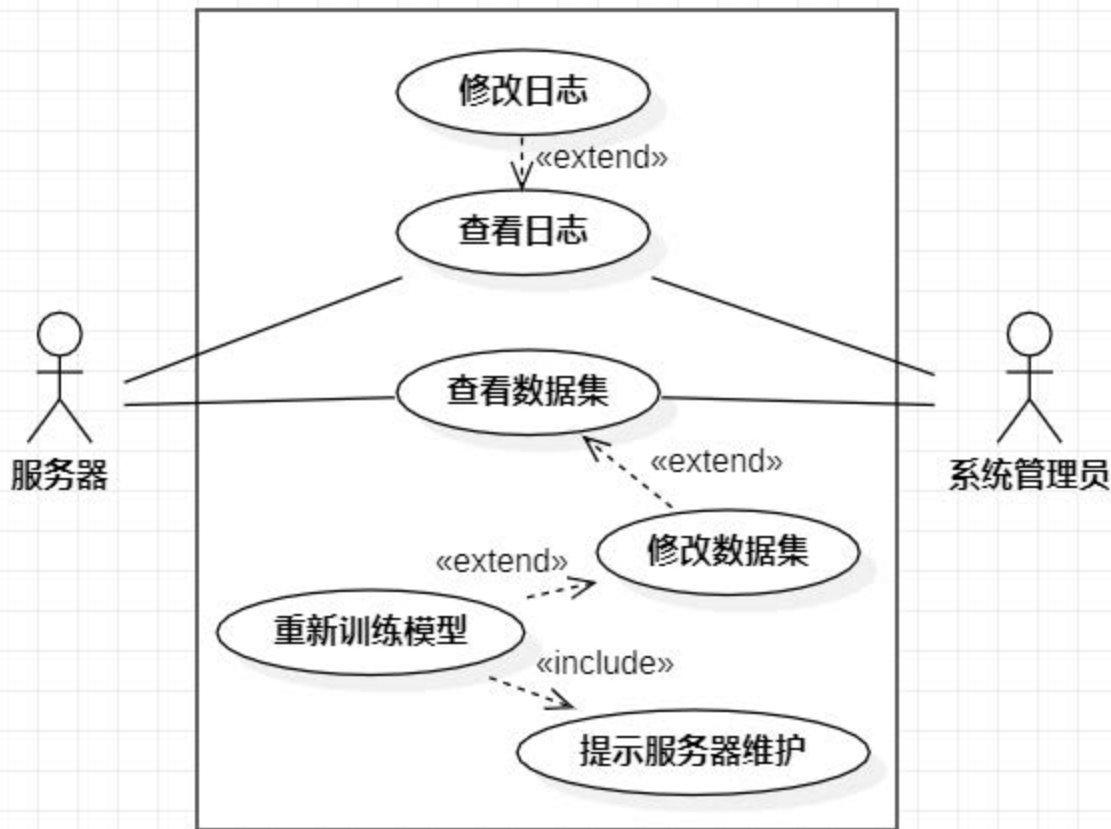 修改日志
«extend»
查看日志
查看数据集
«extend»
服务器
系统管理员
修改数据集
«extend»
重新训练模型
«include»
提示服务器维护